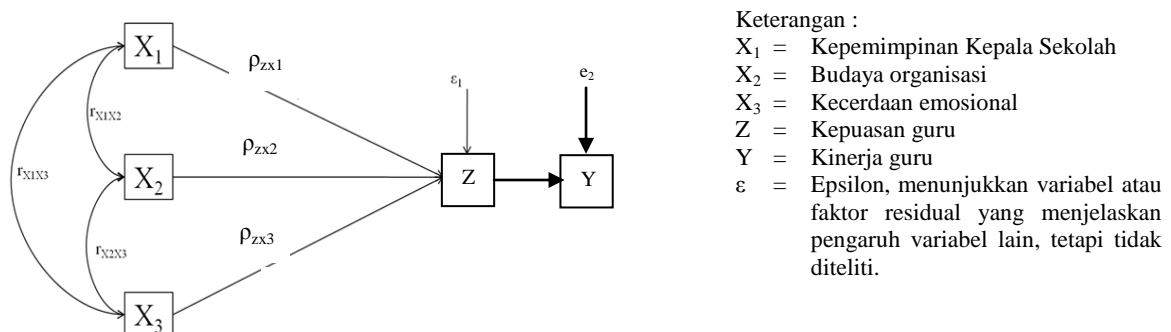 X₁
ρzx1
ε₁
e₂
rX1X2
ρzx2
rX1X3
X₂
Z
Y
rX2X3
ρzx3
X₃
Keterangan :
X₁ = Kepemimpinan Kepala Sekolah
X₂ = Budaya organisasi
X₃ = Kecerdaan emosional
Z = Kepuasan guru
Y = Kinerja guru
ε = Epsilon, menunjukkan variabel atau
faktor residual yang menjelaskan
pengaruh variabel lain, tetapi tidak
diteliti.